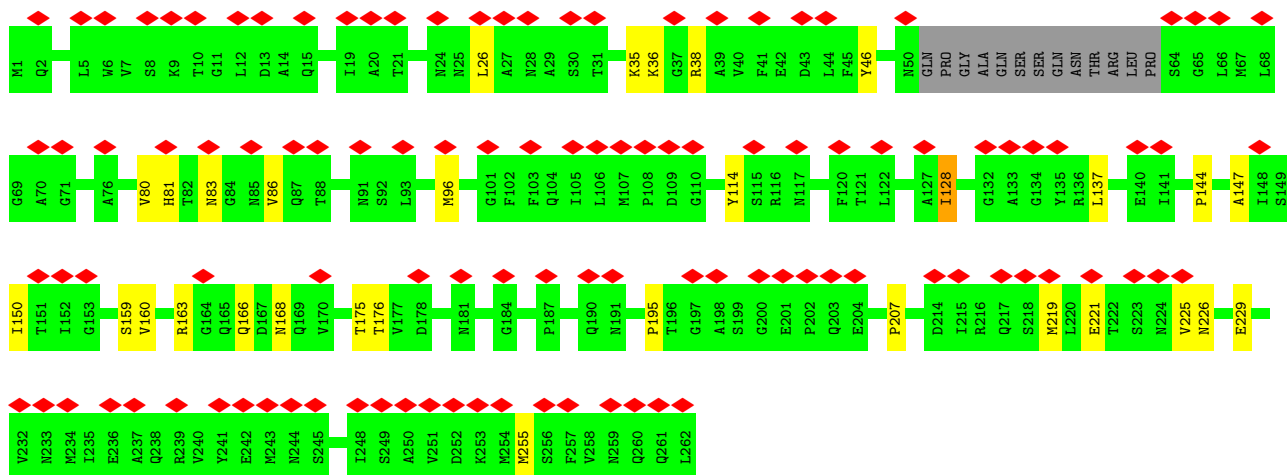 M1 Q2 L5 W6 V7 S8 K9 T10 G11 L12 D13 A14 Q15 I19 A20 T21 N24 N25 L26 A27 N28 A29 S30 T31 K35 K36 G37 R38 A39 V40 F41 E42 D43 L44 F45 Y46 N50 GLN PRO GLY ALA GLN SER SER GLN ASN THR ARG LEU PRO S64 G65 L66 M67 L68
G69 A70 G71 A76 V80 H81 T82 N83 G84 N85 V86 Q87 T88 N91 S92 L93 M96 G101 F102 F103 Q104 I105 L106 M107 P108 D109 G110 Y114 S115 R116 N117 F120 T121 L122 A127 I128 G132 A133 G134 Y135 R136 L137 E140 I141 P144 A147 I148 S149
I150 T151 I152 G153 S159 V160 R163 G164 Q165 Q166 D167 N168 Q169 V170 T175 T176 V177 D178 N181 G184 P187 Q190 N191 P195 T196 G197 A198 S199 G200 E201 P202 Q203 E204 P207 D214 I215 R216 Q217 S218 M219 L220 E221 T222 S223 N224 V225 N226 E229
V232 N233 M234 I235 E236 A237 Q238 R239 V240 Y241 E242 M243 N244 S245 I248 S249 A250 V251 D252 K253 M254 M255 S256 F257 V258 N259 Q260 Q261 L262